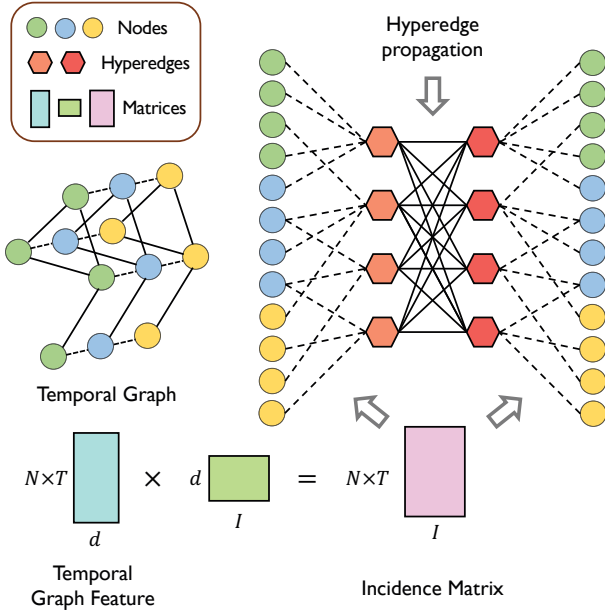 Nodes
Hyperedges
Matrices
Hyperedge
propagation
Temporal Graph
N×T
×
d
=
N×T
d
I
I
Temporal
Graph Feature
Incidence Matrix